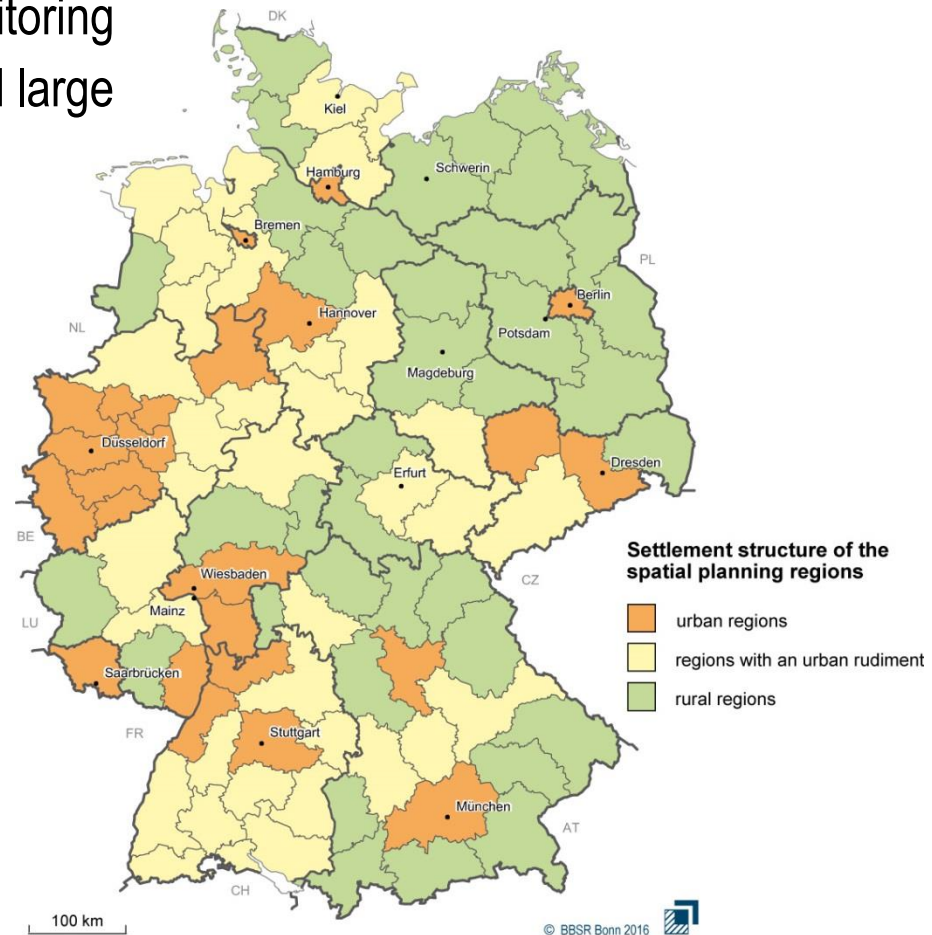 itoring
l large
DK
Kiel
Hamburg
Schwerin
Bremen
PL
Berlin
Hannover
NL
Potsdam
Magdeburg
Düsseldorf
Dresden
Erfurt
BE
Settlement structure of the
spatial planning regions
Wiesbaden
CZ
Mainz
urban regions
LU
regions with an urban rudiment
Saarbrücken
rural regions
FR
Stuttgart
München
AT
CH
100 km
© BBSR Bonn 2016